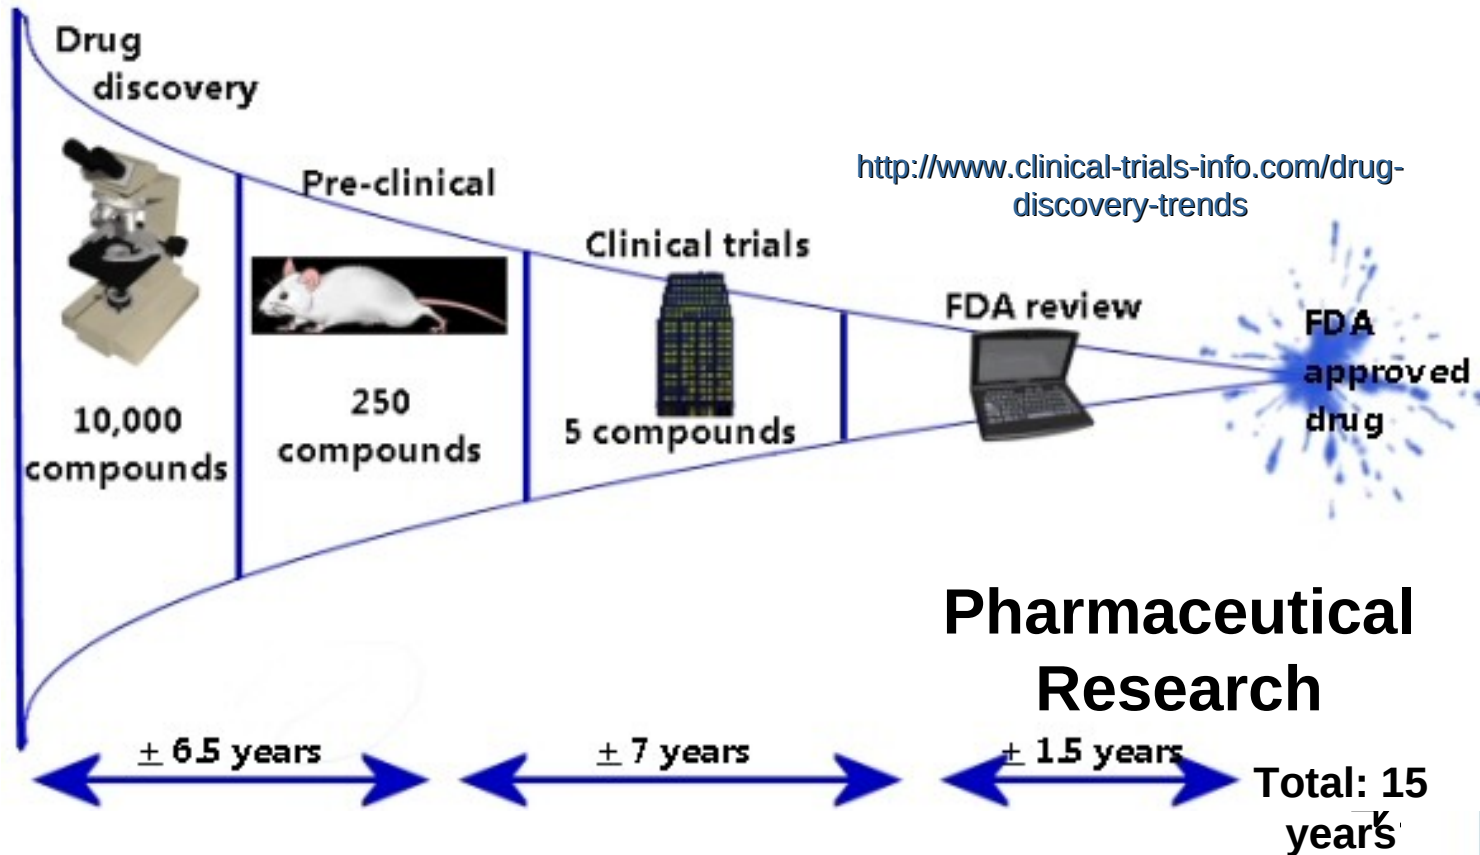 Drug
discovery
Pre-clinical
http://www.clinical-trials-info.com/drug-
discovery-trends
Clinical trials
FDA review
FDA
approved
drug
10,000
compounds
250
compounds
5 compounds
Pharmaceutical
Research
± 6.5 years
± 7 years
± 1.5 years
Total: 15
years